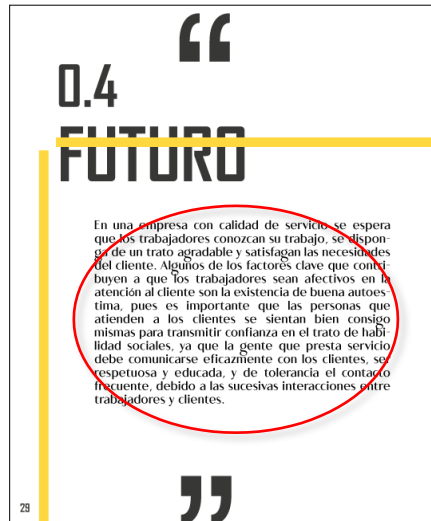 “
0.4
FUTURO
En una empresa con calidad de servicio se espera
que los trabajadores conozcan su trabajo, se dispon-
ga de un trato agradable y satisfagan las necesidades
del cliente. Algunos de los factores clave que contri-
buyen a que los trabajadores sean afectivos en la
atención al cliente son la existencia de buena autoes-
tima, pues es importante que las personas que
atienden a los clientes se sientan bien consigo
mismas para transmitir confianza en el trato de habi-
lidad sociales, ya que la gente que presta servicio
debe comunicarse eficazmente con los clientes, ser
respetuosa y educada, y de tolerancia el contacto
frecuente, debido a las sucesivas interacciones entre
trabajadores y clientes.
”
29